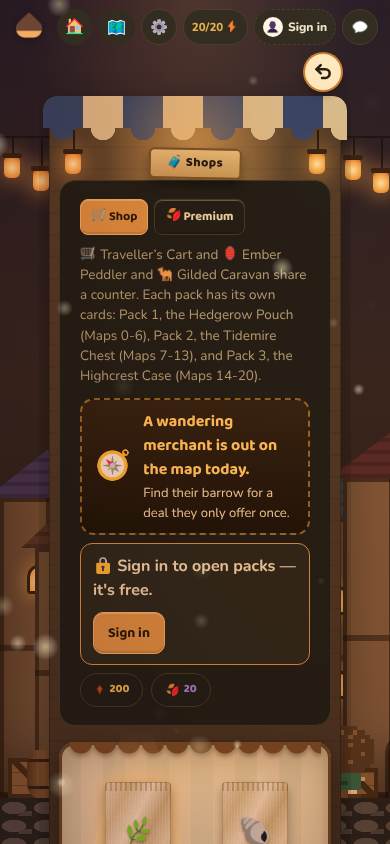 20/20
Sign in
Shops
Shop
Premium
Traveller's Cart and Ember
Peddler and Gilded Caravan share
a counter. Each pack has its own
cards: Pack 1, the Hedgerow Pouch
(Maps 0-6), Pack 2, the Tidemire
Chest (Maps 7-13), and Pack 3, the
Highcrest Case (Maps 14-20).
A wandering
merchant is out on
the map today.
Find their barrow for a
deal they only offer once.
Sign in to open packs —
it's free.
Sign in
200
20